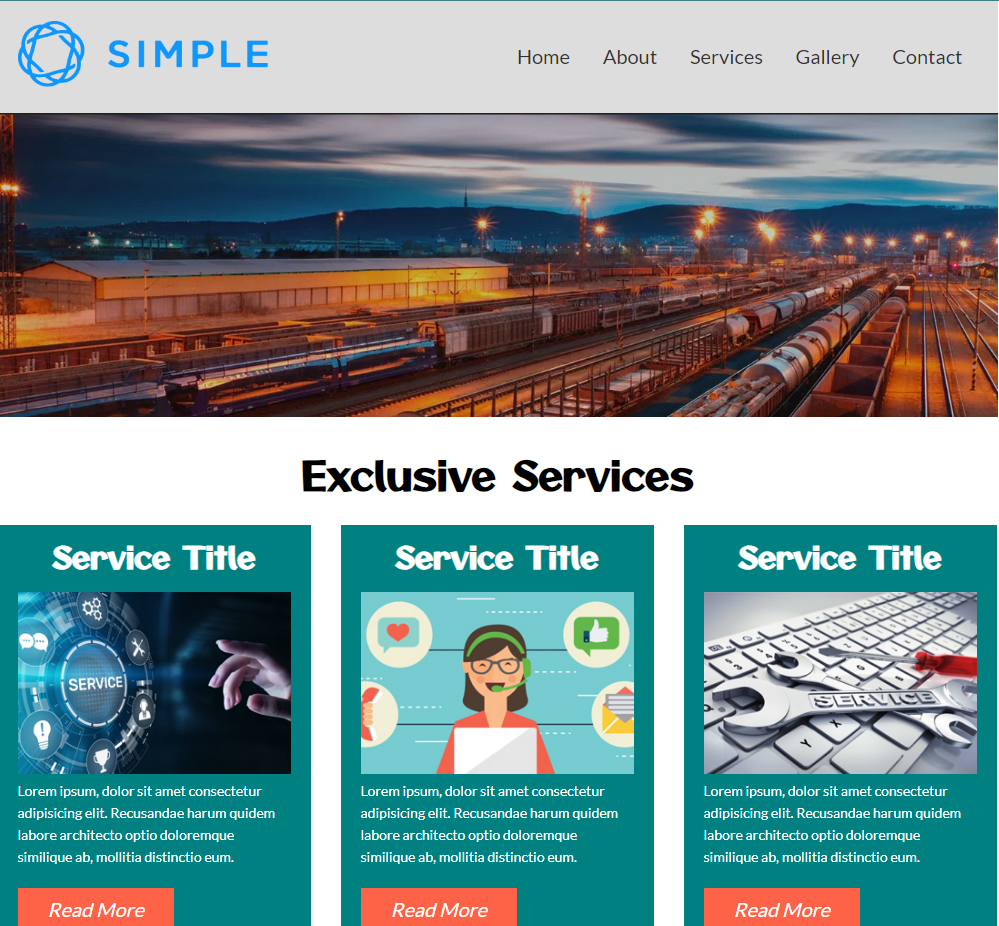 SIMPLE
Home About Services Gallery Contact
Exclusive Services
Service Title
SERVICE
Lorem ipsum, dolor sit amet consectetur
adipisicing elit. Recusandae harum quidem
labore architecto optio doloremque
similique ab, mollitia distinctio eum.
Read More
Service Title
Lorem ipsum, dolor sit amet consectetur
adipisicing elit. Recusandae harum quidem
labore architecto optio doloremque
similique ab, mollitia distinctio eum.
Read More
Service Title
SERVICE
Y X
Lorem ipsum, dolor sit amet consectetur
adipisicing elit. Recusandae harum quidem
labore architecto optio doloremque
similique ab, mollitia distinctio eum.
Read More